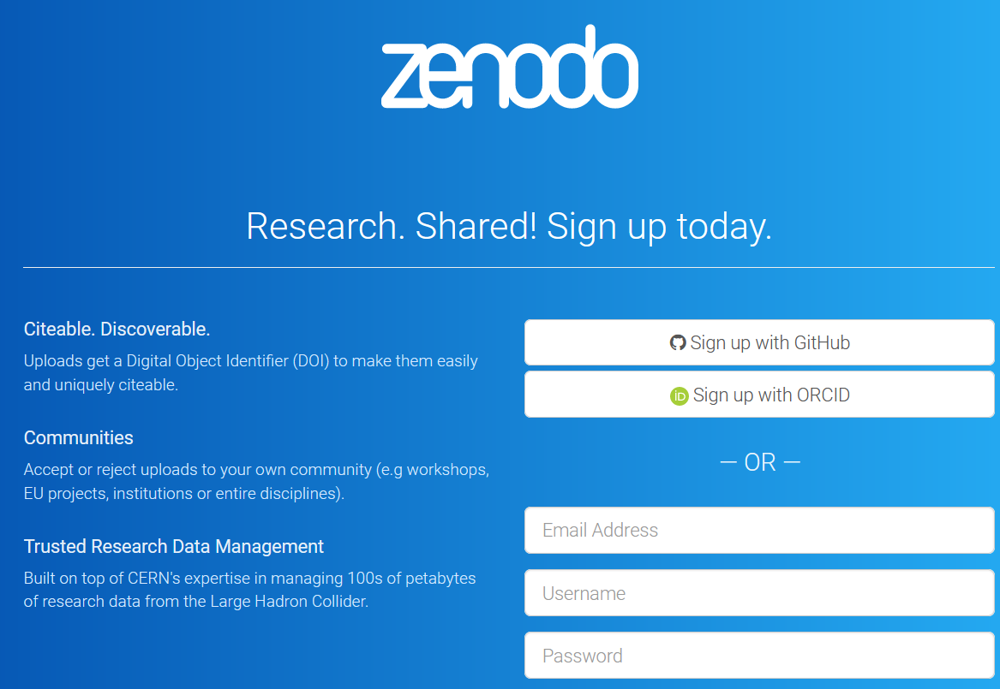 zenodo
Research. Shared! Sign up today.
Citeable. Discoverable.
Uploads get a Digital Object Identifier (DOI) to make them easily
and uniquely citeable.
Communities
Accept or reject uploads to your own community (e.g workshops,
EU projects, institutions or entire disciplines).
Trusted Research Data Management
Built on top of CERN's expertise in managing 100s of petabytes
of research data from the Large Hadron Collider.
Sign up with GitHub
iD Sign up with ORCID
— OR —
Email Address
Username
Password